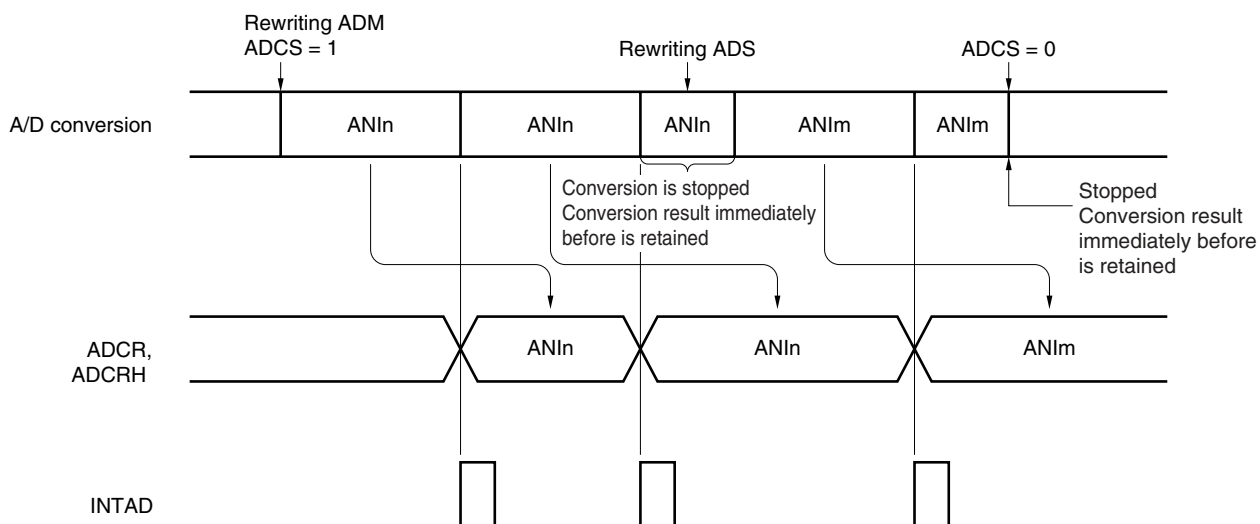 Rewriting ADM
ADCS = 1
Rewriting ADS
ADCS = 0
A/D conversion
ANIn
ANIn
ANIn
ANIm
ANIm
Conversion is stopped
Conversion result immediately
before is retained
Stopped
Conversion result
immediately before
is retained
ADCR,
ADCRH
ANIn
ANIn
ANIm
INTAD